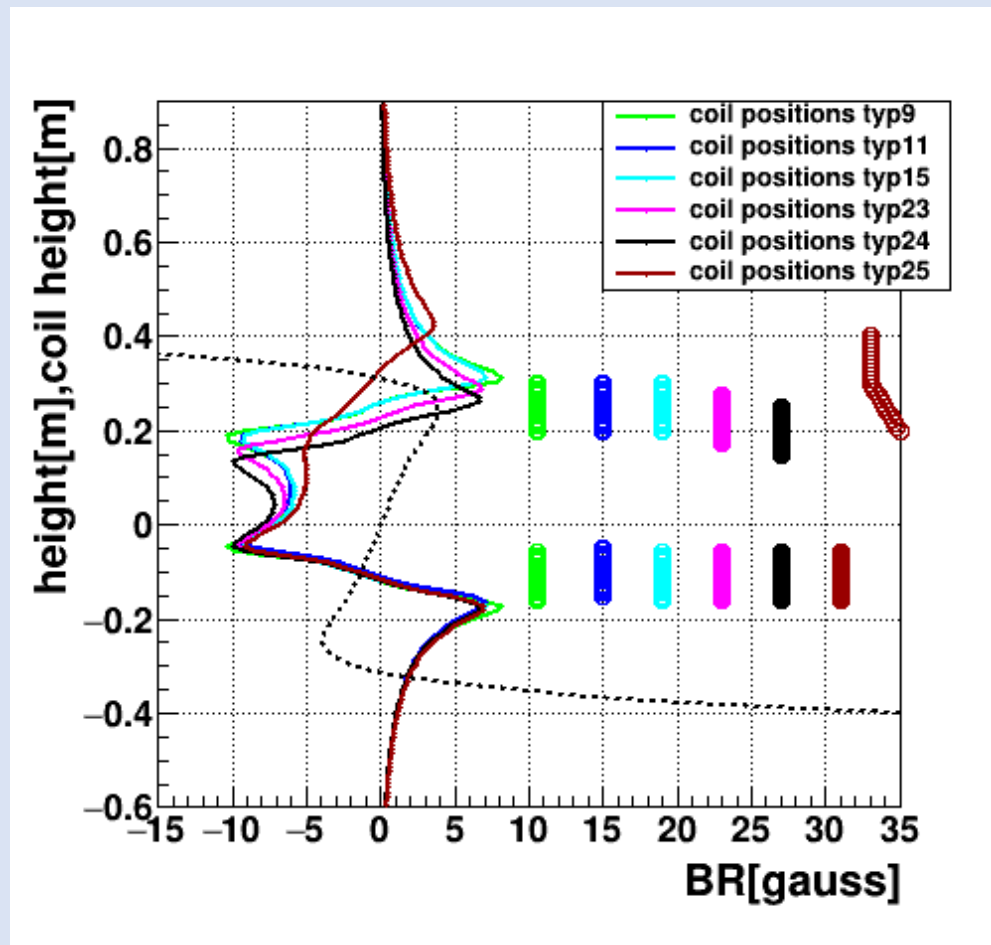 height[m],coil height[m]
coil positions typ9
coil positions typ11
coil positions typ15
coil positions typ23
coil positions typ24
coil positions typ25
0.8
0.6
0.4
0.2
0
−0.2
−0.4
−0.6
−15 −10 −5 0 5 10 15 20 25 30 35
BR[gauss]